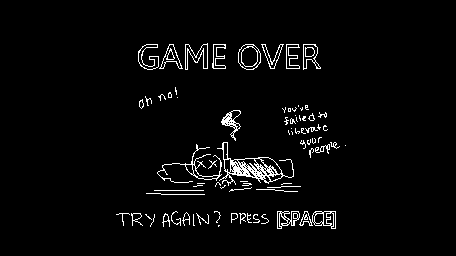 GAME OVER
oh no!
You've
failed to
liberate
your
people.
TRY AGAIN? PRESS [SPACE]